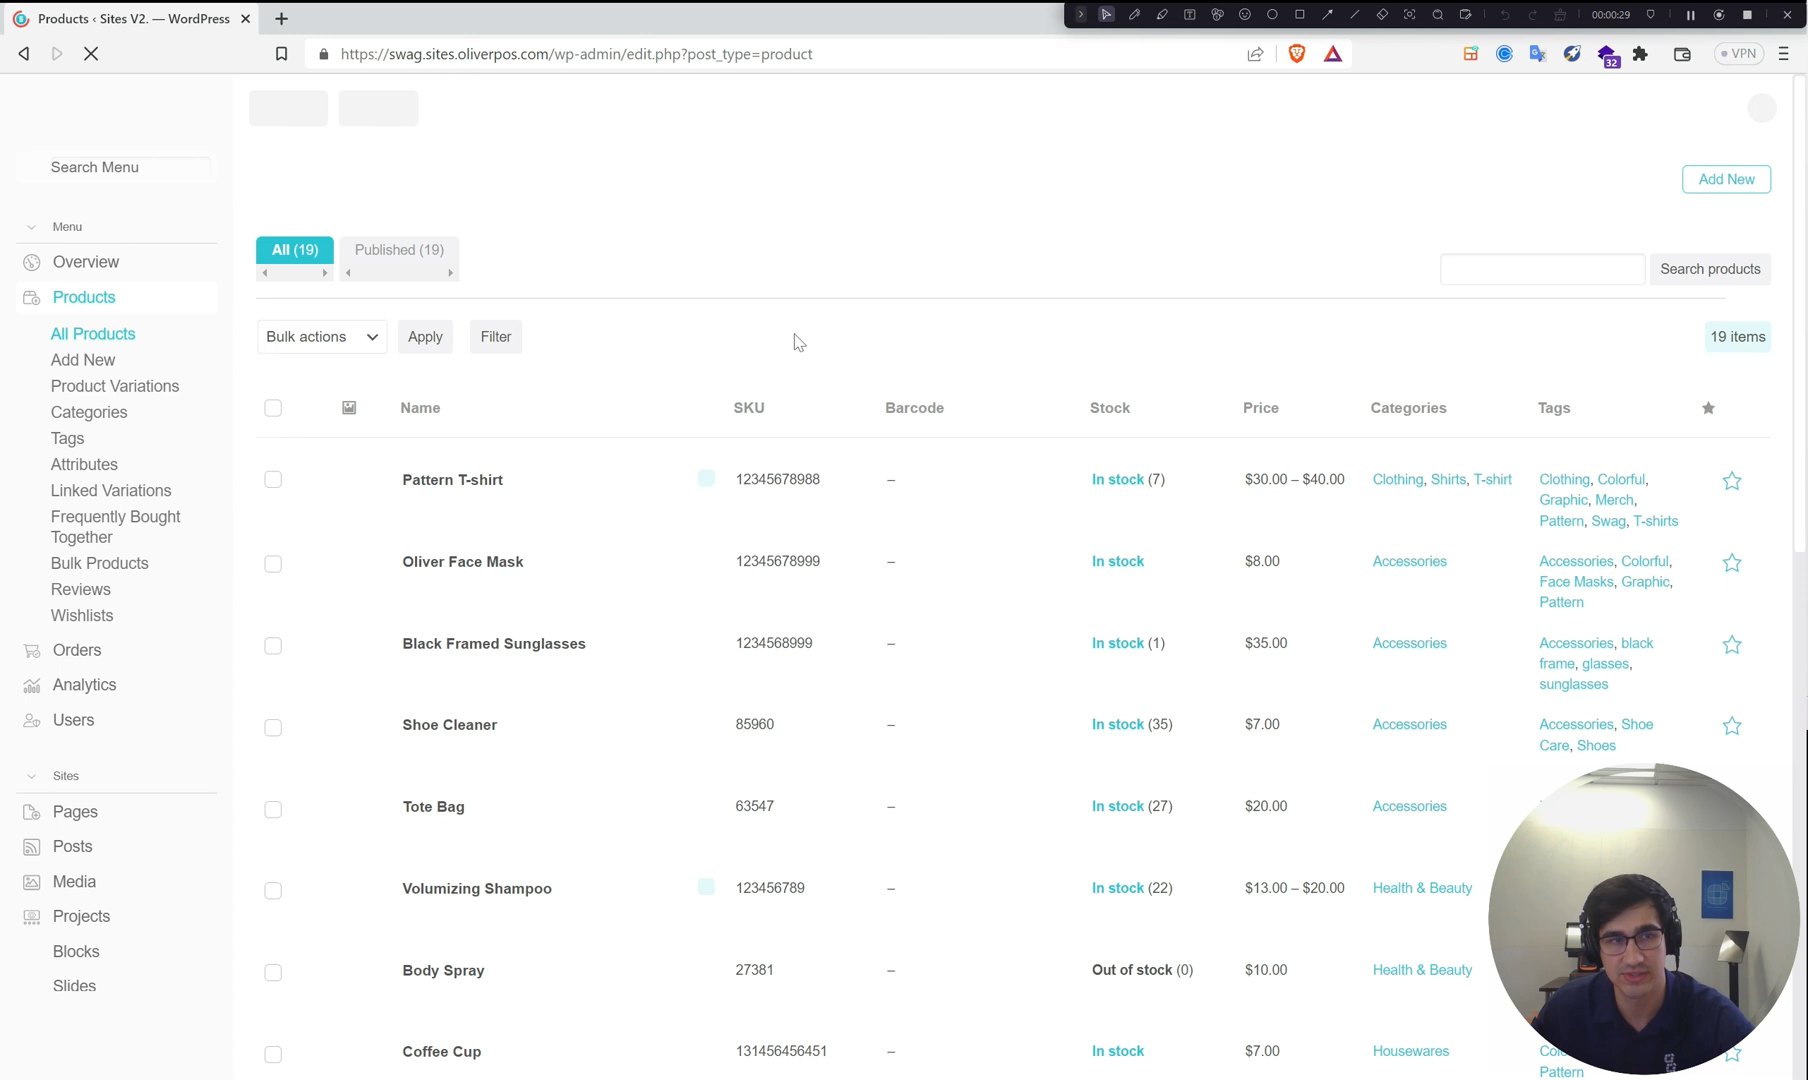 Products ‹ Sites V2. — WordPress
00:00:29
https://swag.sites.oliverpos.com/wp-admin/edit.php?post_type=product
32
VPN
Search Menu
Menu
Overview
Products
All Products
Add New
Product Variations
Categories
Tags
Attributes
Linked Variations
Frequently Bought
Together
Bulk Products
Reviews
Wishlists
Orders
Analytics
Users
Sites
Pages
Posts
Media
Projects
Blocks
Slides
Add New
All (19)
Published (19)
Search products
Bulk actions
Apply
Filter
19 items
Name SKU Barcode Stock Price Categories Tags
Pattern T-shirt 12345678988 – In stock (7) $30.00 – $40.00 Clothing, Shirts, T-shirt Clothing, Colorful,
Graphic, Merch,
Pattern, Swag, T-shirts
Oliver Face Mask 12345678999 – In stock $8.00 Accessories Accessories, Colorful,
Face Masks, Graphic,
Pattern
Black Framed Sunglasses 1234568999 – In stock (1) $35.00 Accessories Accessories, black
frame, glasses,
sunglasses
Shoe Cleaner 85960 – In stock (35) $7.00 Accessories Accessories, Shoe
Care, Shoes
Tote Bag 63547 – In stock (27) $20.00 Accessories
Volumizing Shampoo 123456789 – In stock (22) $13.00 – $20.00 Health & Beauty
Body Spray 27381 – Out of stock (0) $10.00 Health & Beauty
Coffee Cup 131456456451 In stock $7.00 Housewares
Pattern